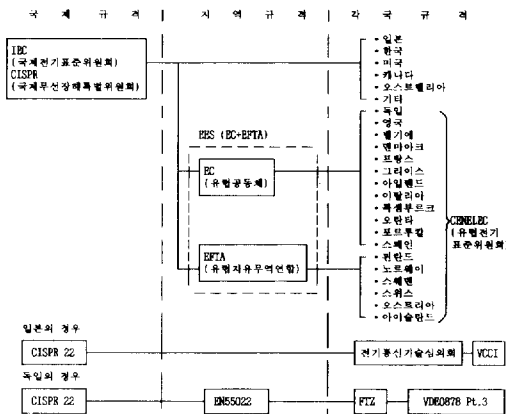 국 제 규 격
지 역 규 격
각 국 규 격
IEC
(국제전기표준위원회)
CISPR
(국제무선장해특별위원회)
• 일본
• 한국
• 미국
• 캐나다
• 오스트렐리아
• 기타
EES (EC+EFTA)
EC
(유럽공동체)
• 독일
• 영국
• 벨기에
• 덴마아크
• 프랑스
• 그리이스
• 아일랜드
• 이탈리아
• 룩셈부르크
• 오란타
• 포르투칼
• 스페인
CENELEC
(유럽전기
표준위원회)
EFTA
(유럽자유무역연합)
• 핀란드
• 노르웨이
• 스웨덴
• 스위스
• 오스트리아
• 아이슬란드
일본의 경우
CISPR 22
전기통신기술심의회
VCCI
독일의 경우
CISPR 22
EN55022
FTZ
VDE0878 Pt.3